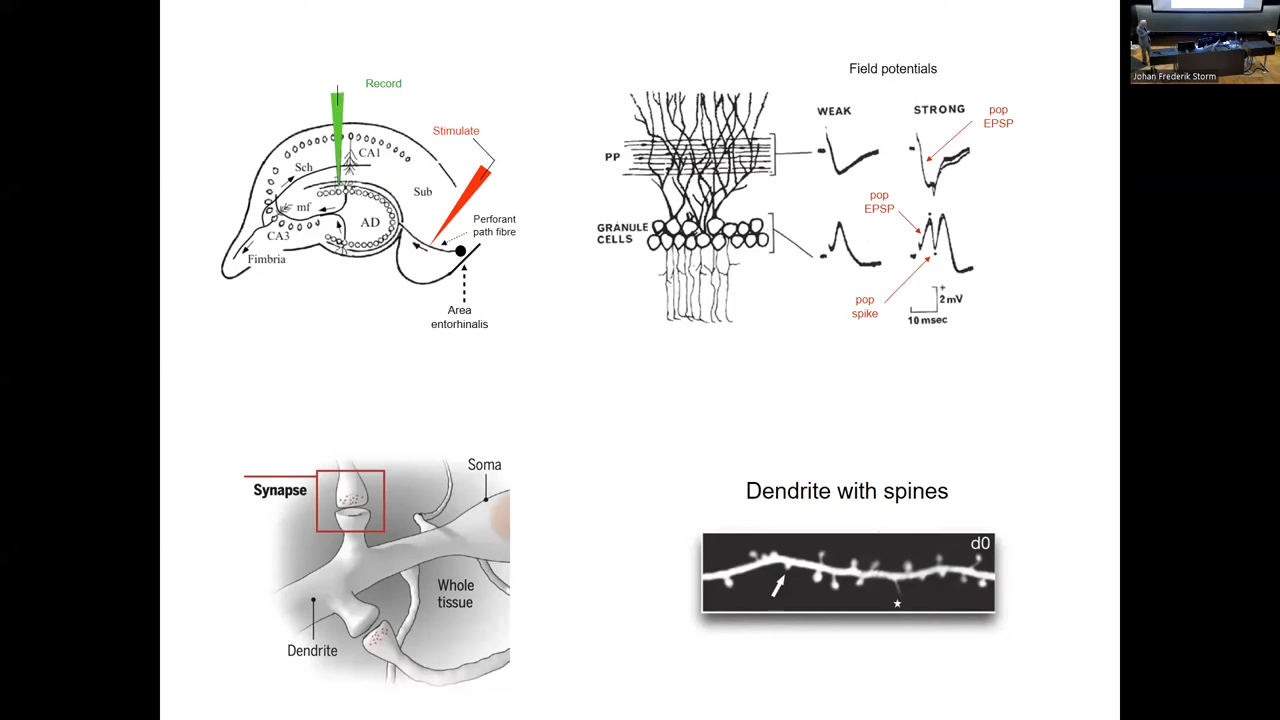 Johan Frederik Storm
Record
Stimulate
CA1
Sch
Sub
mf
AD
CA3
Fimbria
Perforant
path fibre
Area
entorhinalis
Field potentials
WEAK
STRONG
pop
EPSP
PP
pop
EPSP
GRANULE
CELLS
pop
spike
+
2mV
10 msec
Synapse
Soma
Whole
tissue
Dendrite
Dendrite with spines
d0